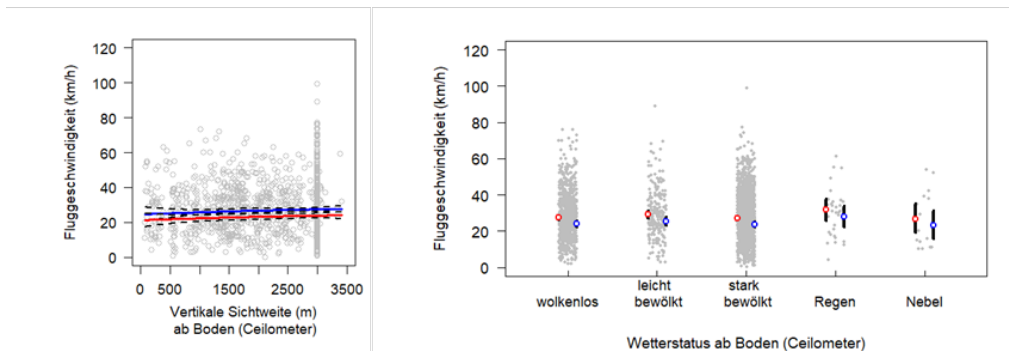 Fluggeschwindigkeit (km/h)
120
100
80
60
40
20
0
0 500 1500 2500 3500
Vertikale Sichtweite (m)
ab Boden (Ceilometer)
Fluggeschwindigkeit (km/h)
120
100
80
60
40
20
0
wolkenlos
leicht
bewölkt
stark
bewölkt
Regen
Nebel
Wetterstatus ab Boden (Ceilometer)